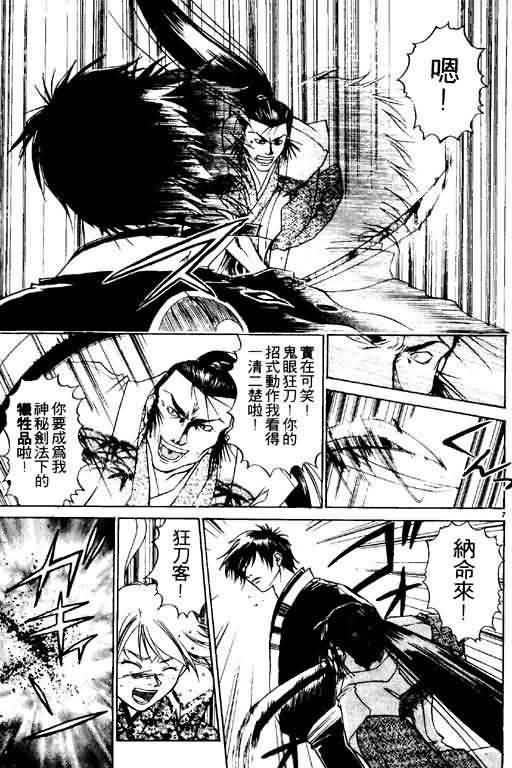 嗯！
實在可笑！
鬼眼狂刀！你的
招式動作我看得
一清二楚啦！
你要成爲我
神秘劍法下的
犧牲品啦！
7
納命來！
狂刀客！